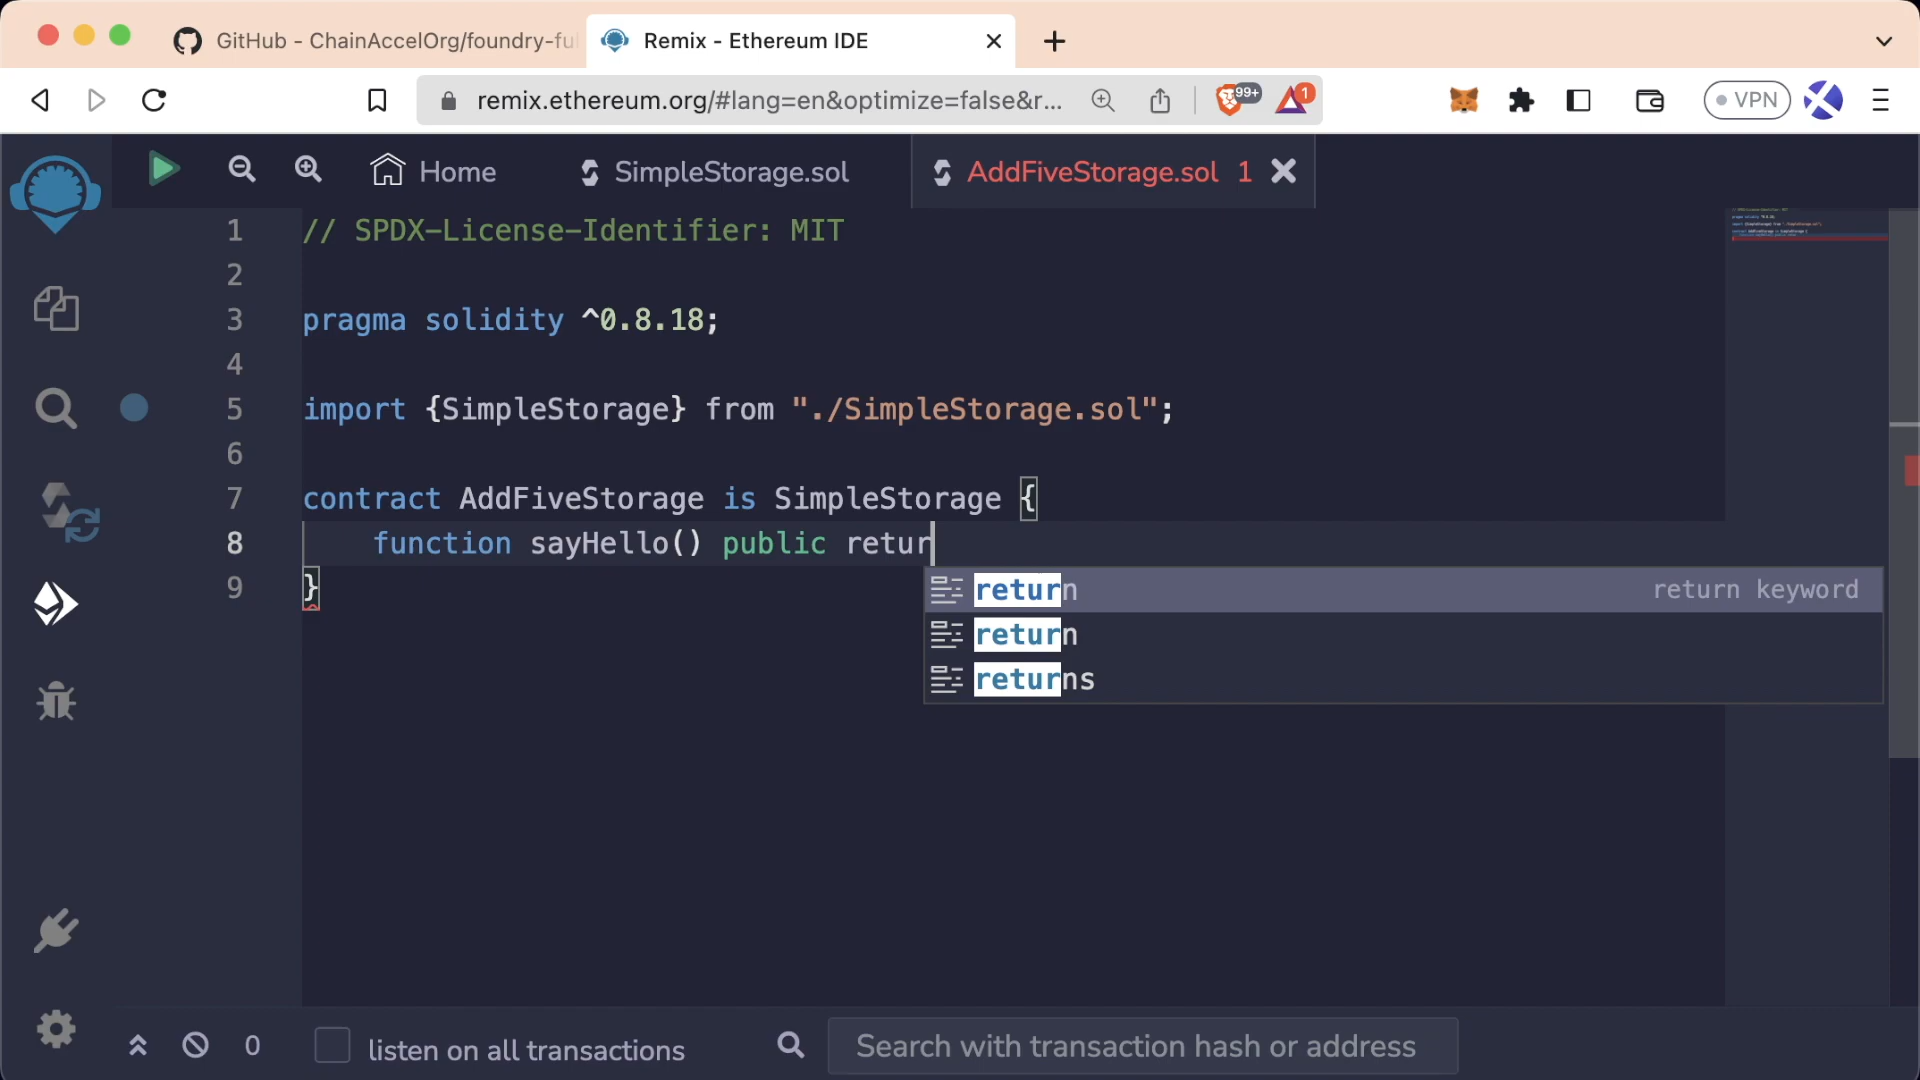 GitHub - ChainAccelOrg/foundry-ful
Remix - Ethereum IDE
remix.ethereum.org/#lang=en&optimize=false&r...
99+
1
VPN
Home
SimpleStorage.sol
AddFiveStorage.sol 1
1 // SPDX-License-Identifier: MIT
2
3 pragma solidity ^0.8.18;
4
5 import {SimpleStorage} from "./SimpleStorage.sol";
6
7 contract AddFiveStorage is SimpleStorage {
8 function sayHello() public retur
9 }
return return keyword
return
returns
0
listen on all transactions
Search with transaction hash or address